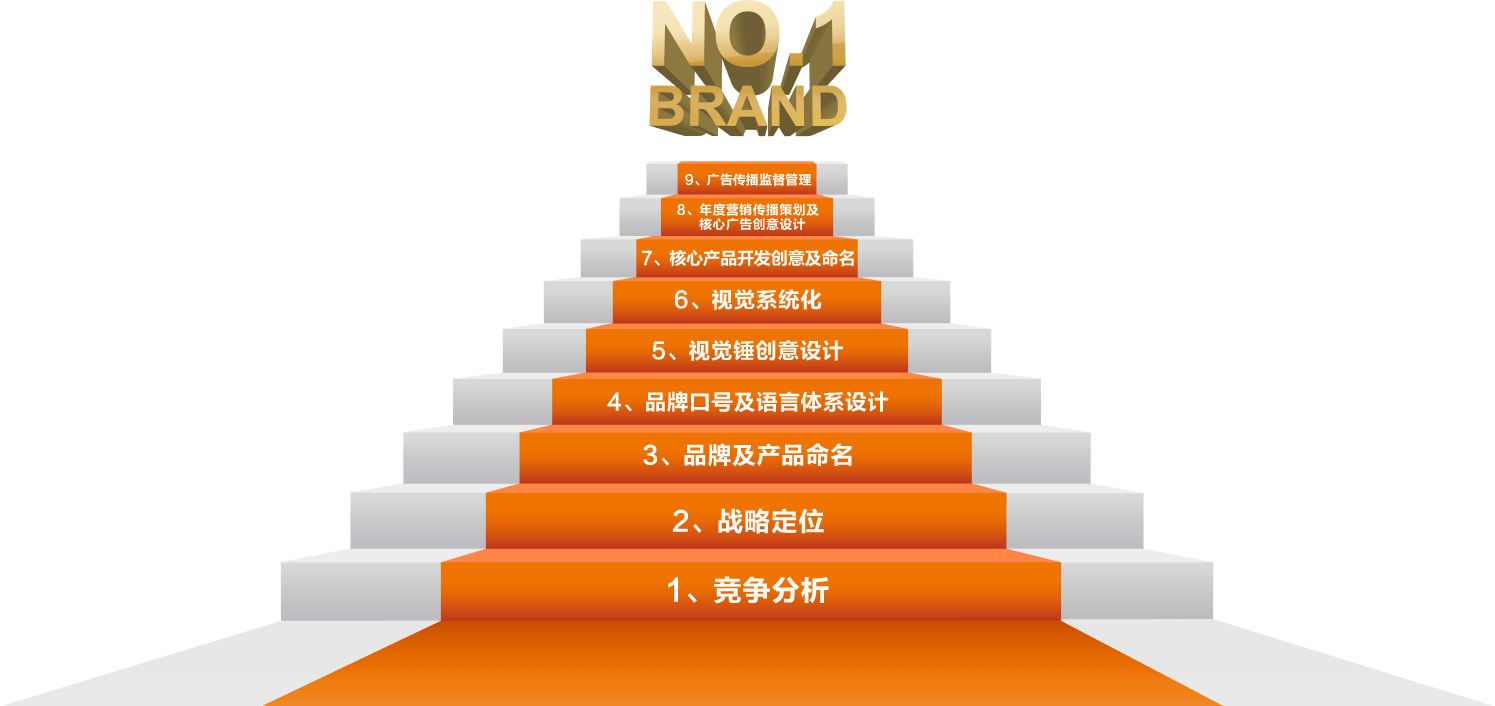 NO.1
BRAND
9、广告传播监督管理
8、年度营销传播策划及
核心广告创意设计
7、核心产品开发创意及命名
6、视觉系统化
5、视觉锤创意设计
4、品牌口号及语言体系设计
3、品牌及产品命名
2、战略定位
1、竞争分析